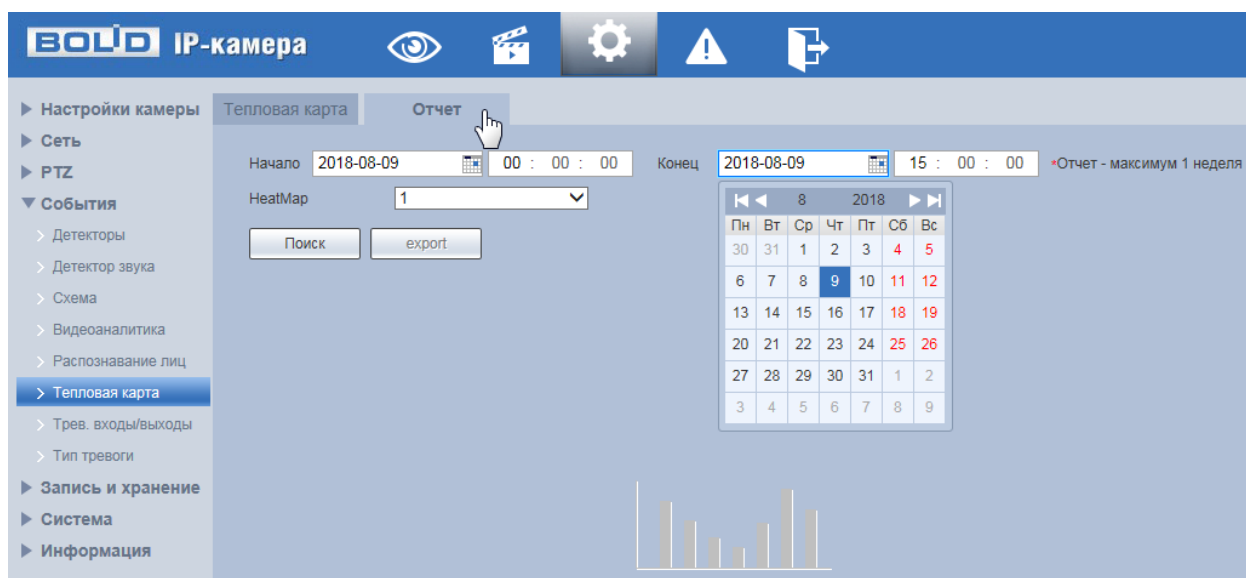 BOLID IP-камера
Настройки камеры
Сеть
PTZ
События
Детекторы
Детектор звука
Схема
Видеоаналитика
Распознавание лиц
Тепловая карта
Трев. входы/выходы
Тип тревоги
Запись и хранение
Система
Информация
Тепловая карта Отчет
Начало 2018-08-09 00 : 00 : 00 Конец 2018-08-09 15 : 00 : 00 *Отчет - максимум 1 неделя
HeatMap 1
Поиск export
8 2018
Пн Вт Ср Чт Пт Сб Вс
30 31 1 2 3 4 5
6 7 8 9 10 11 12
13 14 15 16 17 18 19
20 21 22 23 24 25 26
27 28 29 30 31 1 2
3 4 5 6 7 8 9